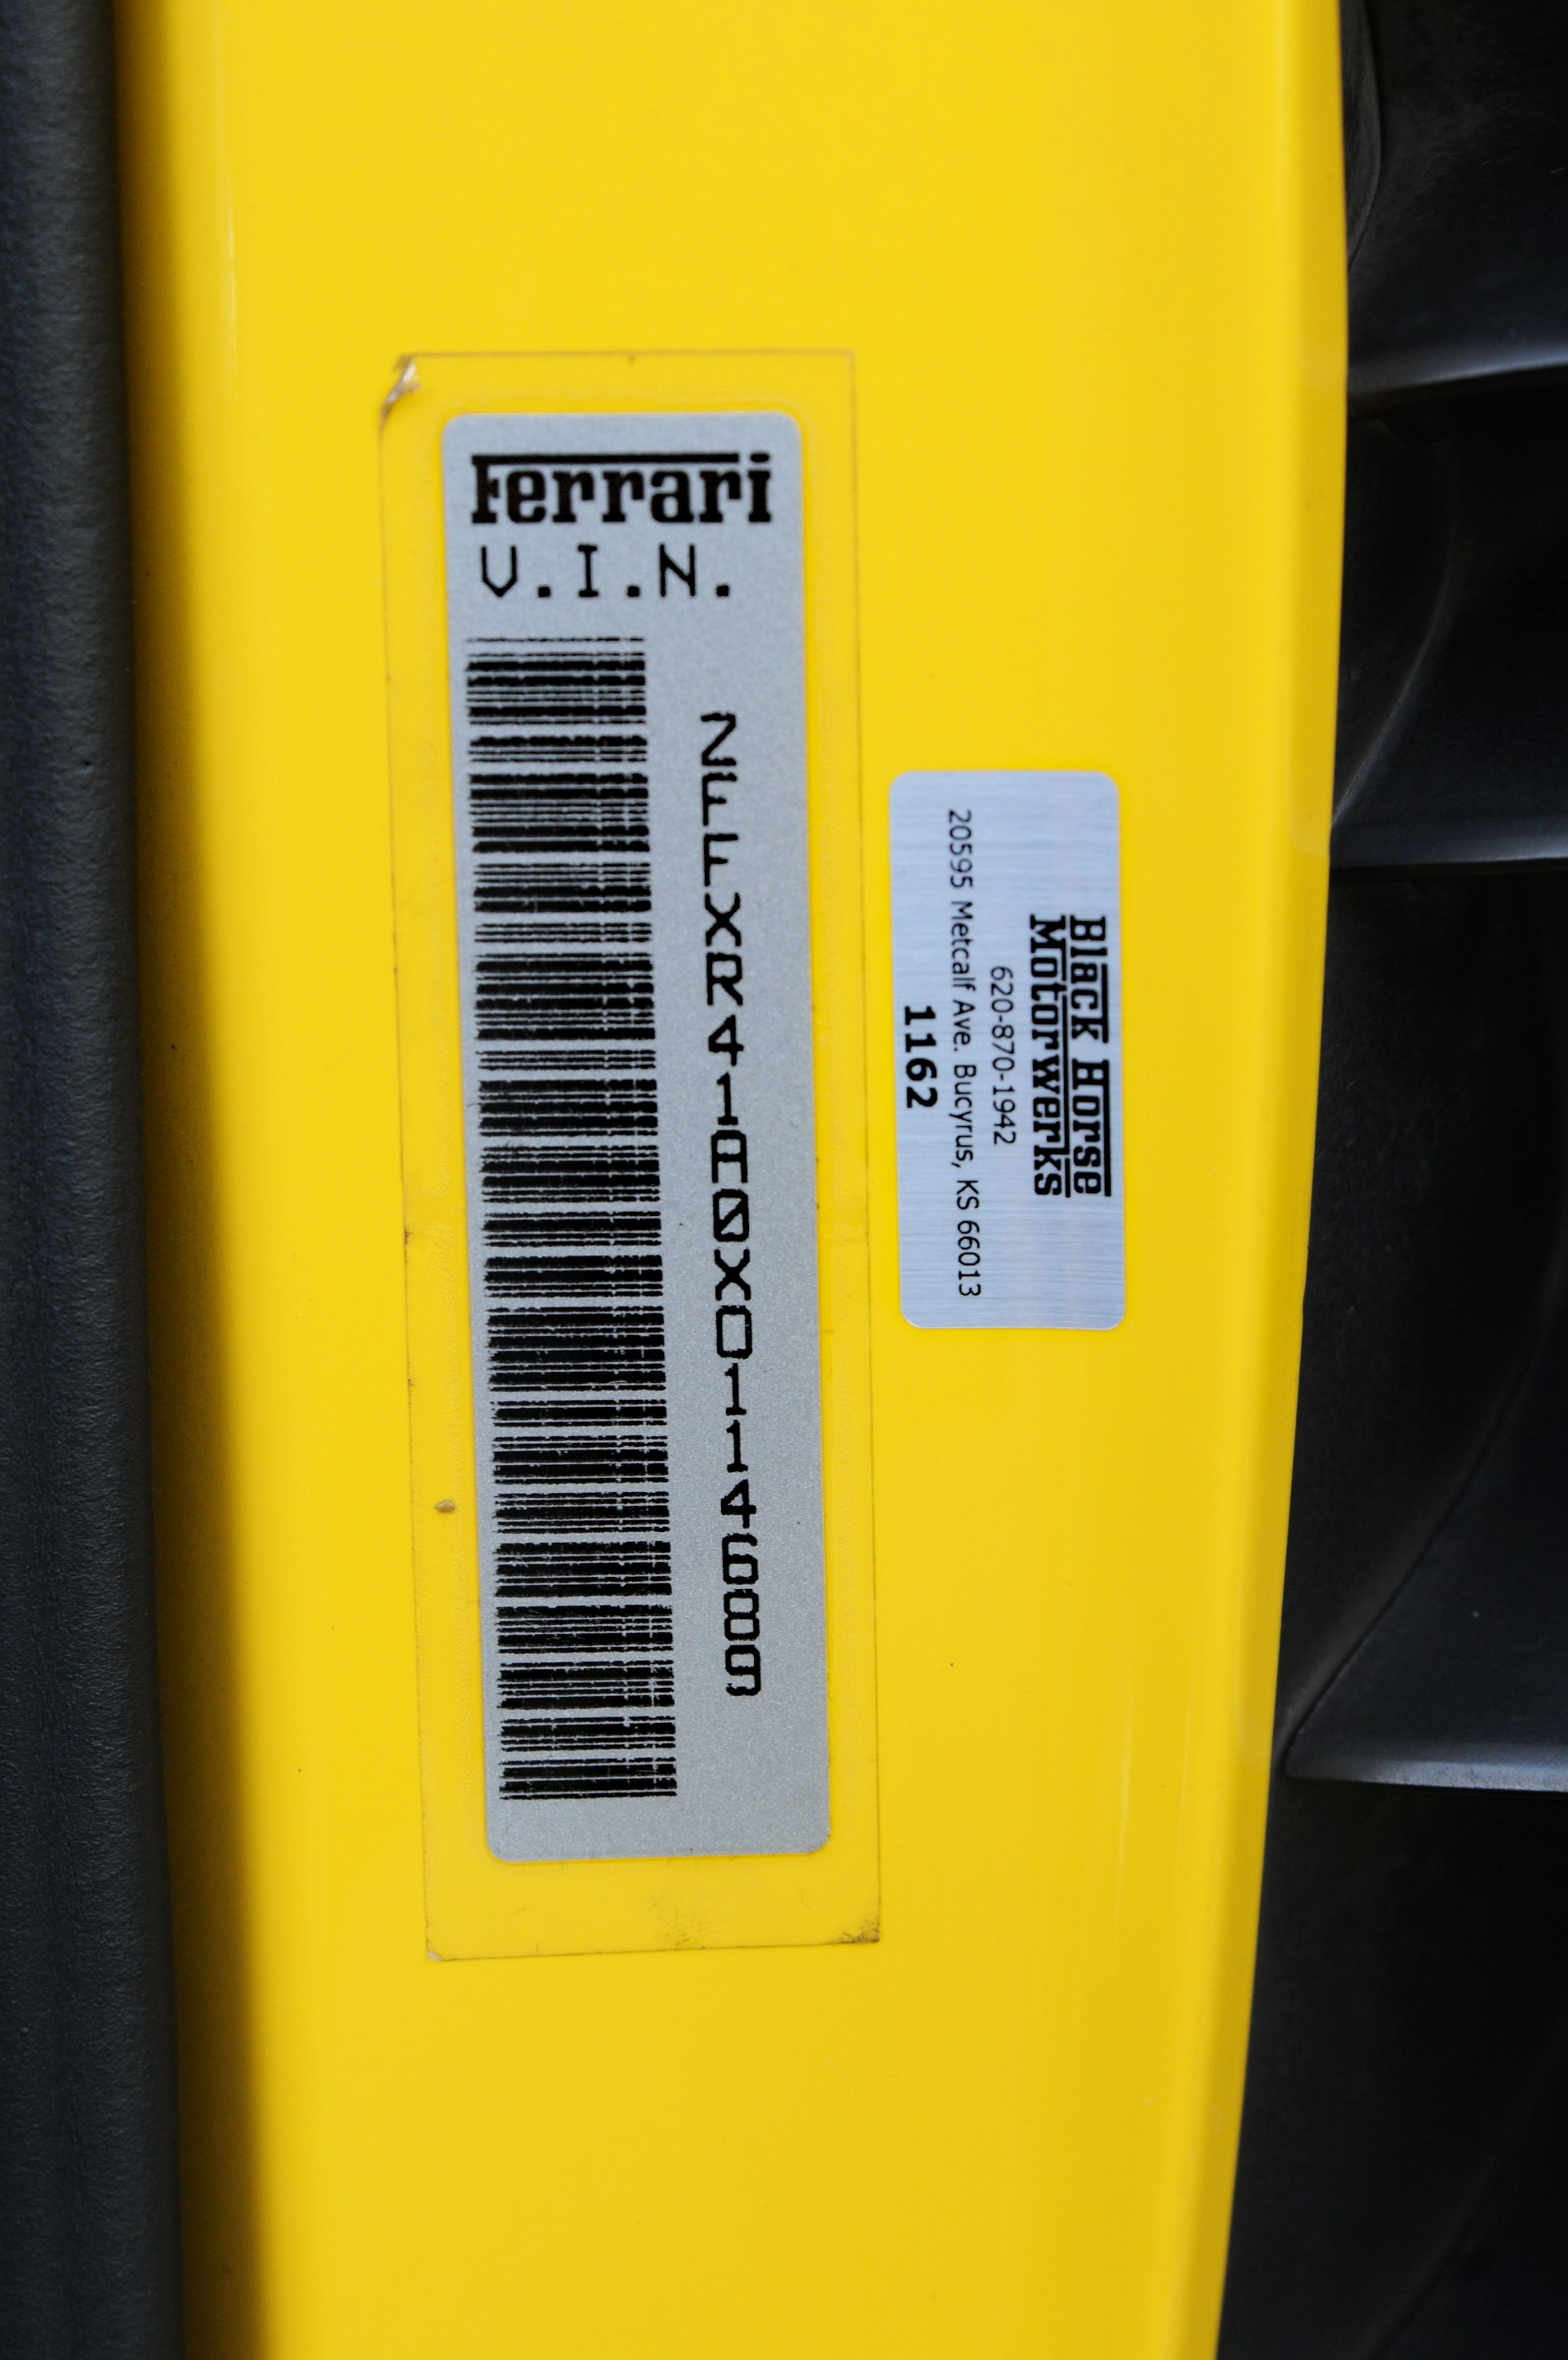 Ferrari
V.I.N.
ZFFXR41A0X0114689
Black Horse
Motorwerks
620-870-1942
20595 Metcalf Ave. Bucyrus, KS 66013
1162